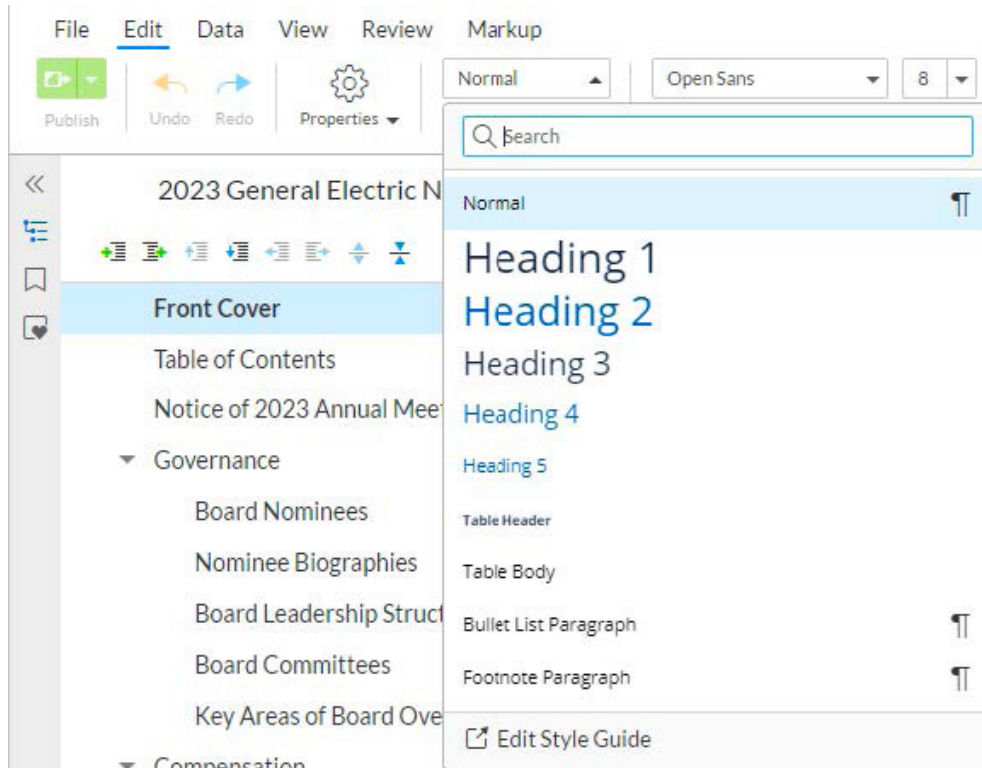 File Edit Data View Review Markup
Normal Open Sans 8
Publish Undo Redo Properties
Search
2023 General Electric N
Normal ¶
Heading 1
Heading 2
Front Cover
Heading 3
Table of Contents
Notice of 2023 Annual Mee
Heading 4
Governance
Heading 5
Board Nominees
Table Header
Nominee Biographies
Table Body
Board Leadership Struct
Bullet List Paragraph ¶
Board Committees
Footnote Paragraph ¶
Key Areas of Board Ove
Edit Style Guide
Compensation